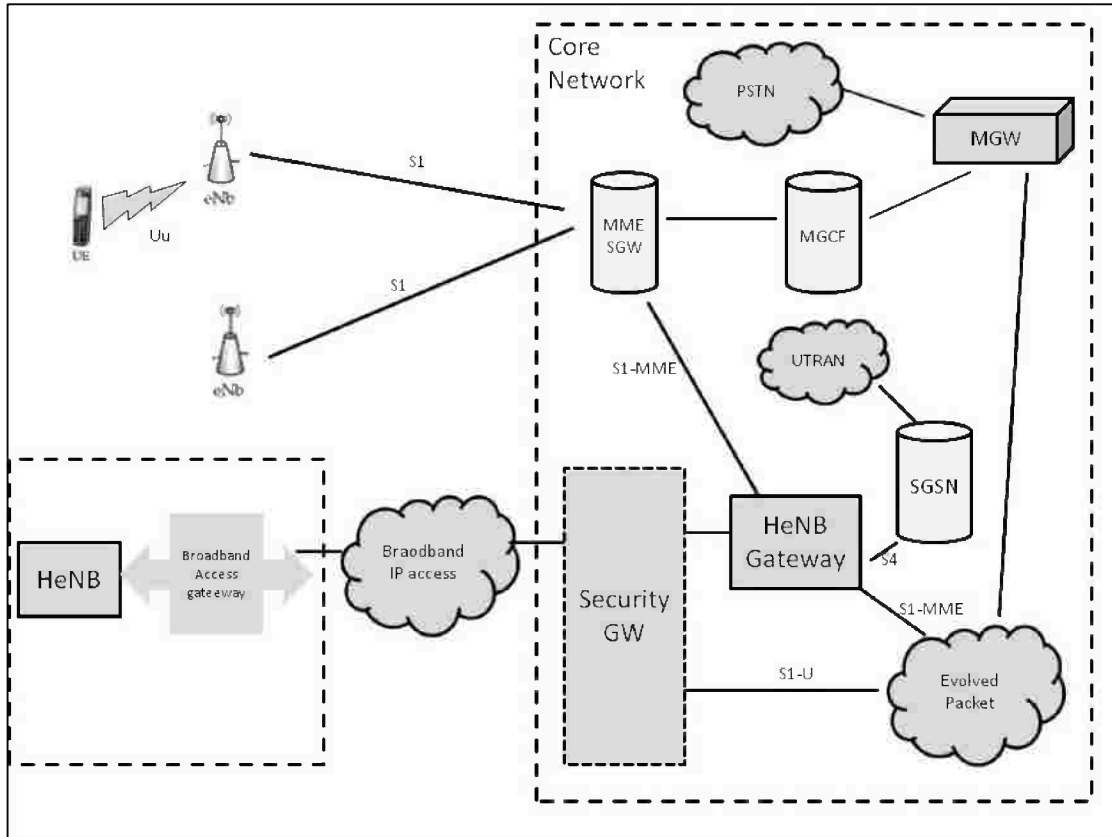 Core
Network
PSTN
MGW
S1
eNb
UE
Uu
MME
SGW
MGCF
S1
eNb
S1-MME
UTRAN
SGSN
HeNB
Gateway
S4
HeNB
Broadband
Access
gateeway
Braodband
IP access
Security
GW
S1-MME
S1-U
Evolved
Packet